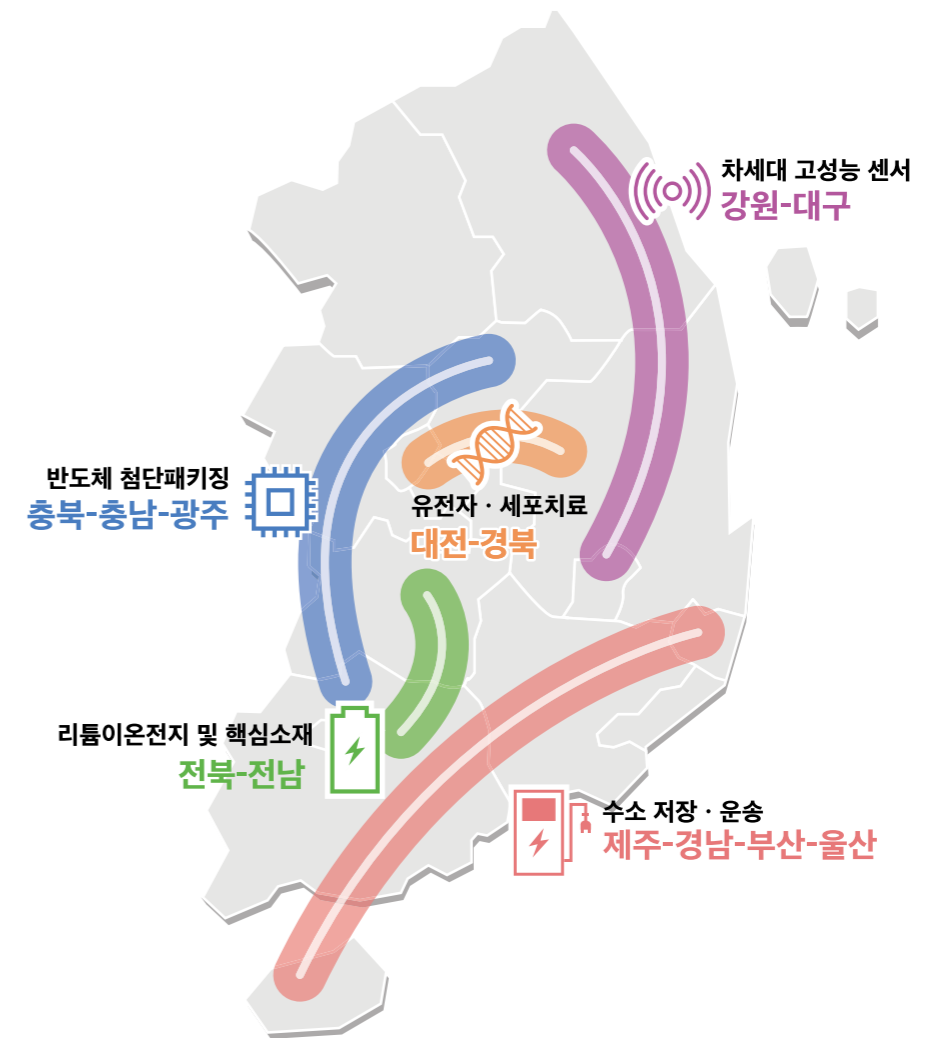 차세대 고성능 센서
강원-대구
반도체 첨단패키징
충북-충남-광주
유전자 · 세포치료
대전-경북
리튬이온전지 및 핵심소재
전북-전남
수소 저장 · 운송
제주-경남-부산-울산